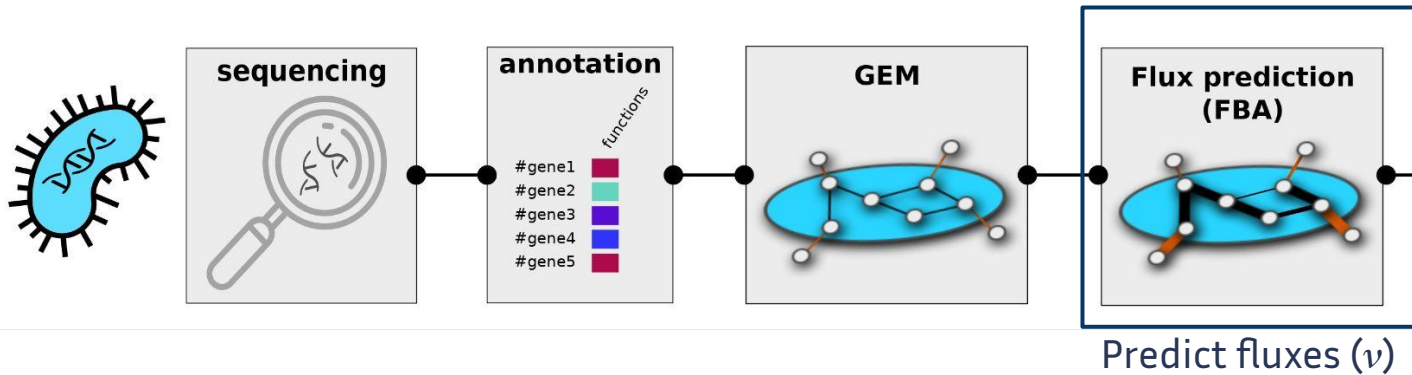 sequencing
annotation
functions
#gene1
#gene2
#gene3
#gene4
#gene5
GEM
Flux prediction
(FBA)
Predict fluxes (ν)